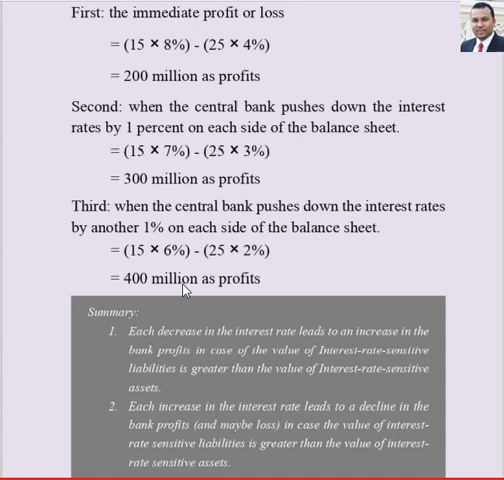 First: the immediate profit or loss
= (15 × 8%) - (25 × 4%)
= 200 million as profits
Second: when the central bank pushes down the interest
rates by 1 percent on each side of the balance sheet.
= (15 × 7%) - (25 × 3%)
= 300 million as profits
Third: when the central bank pushes down the interest rates
by another 1% on each side of the balance sheet.
= (15 × 6%) - (25 × 2%)
= 400 million as profits
Summary:
1. Each decrease in the interest rate leads to an increase in the
bank profits in case of the value of Interest-rate-sensitive
liabilities is greater than the value of Interest-rate-sensitive
assets.
2. Each increase in the interest rate leads to a decline in the
bank profits (and maybe loss) in case the value of interest-
rate sensitive liabilities is greater than the value of interest-
rate sensitive assets.